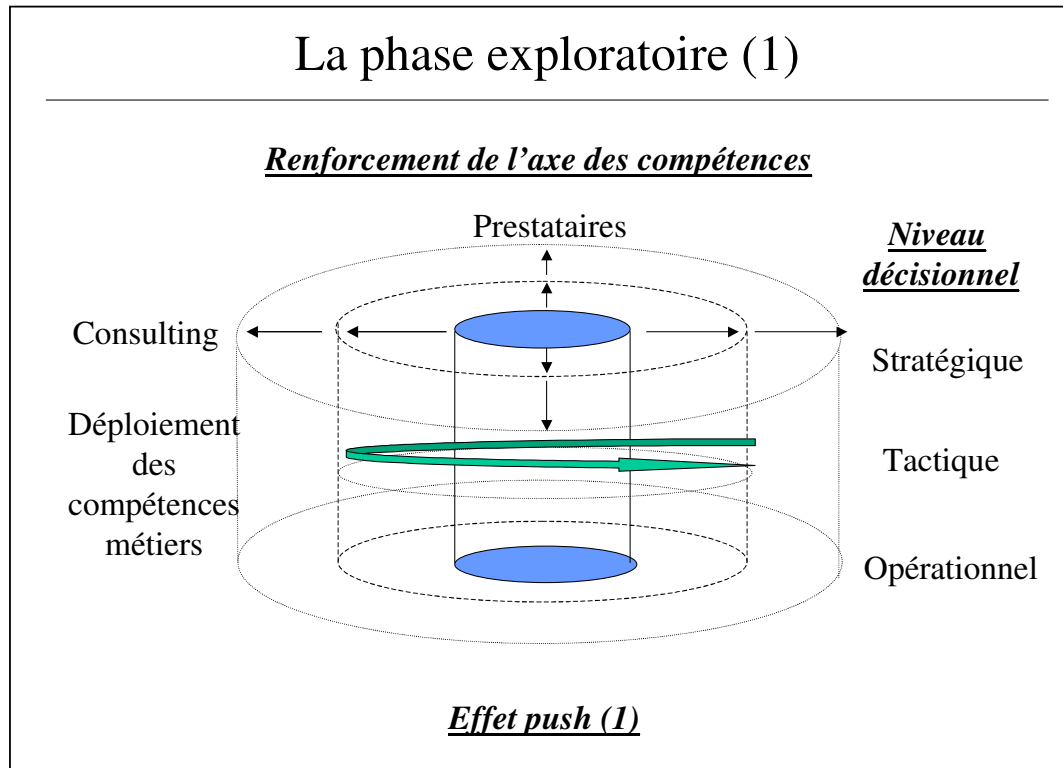 La phase exploratoire (1)
Renforcement de l’axe des compétences
Prestataires
Niveau
décisionnel
Consulting
Stratégique
Déploiement
des
compétences
métiers
Tactique
Opérationnel
Effet push (1)